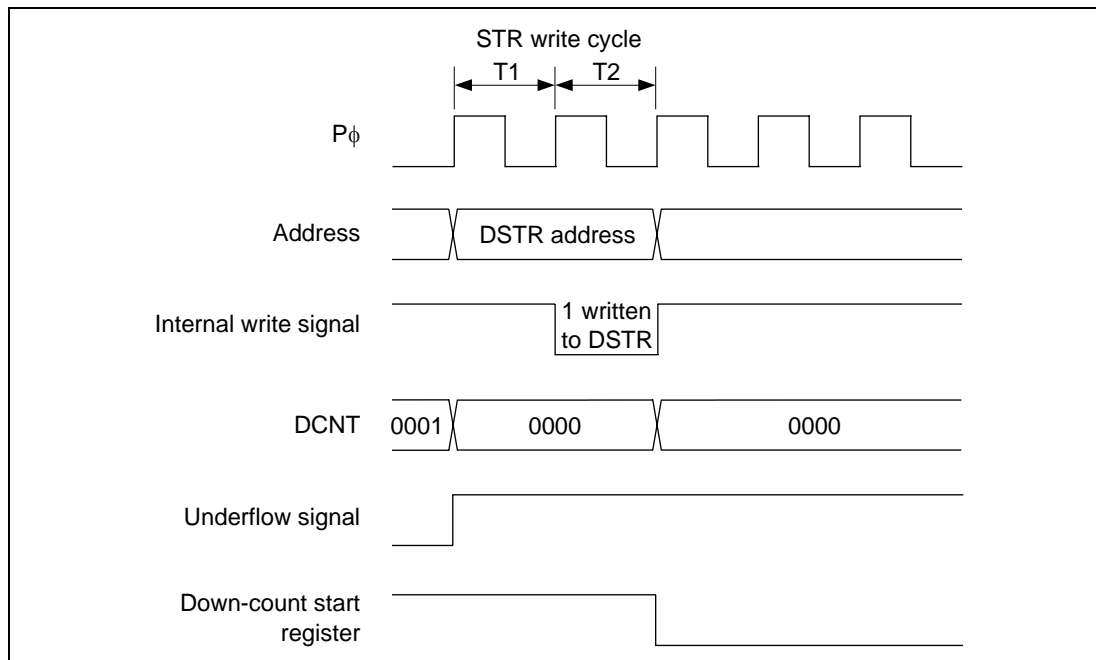 STR write cycle
T1 T2
Pϕ
Address
DSTR address
Internal write signal
1 written
to DSTR
DCNT
0001 0000 0000
Underflow signal
Down-count start
register